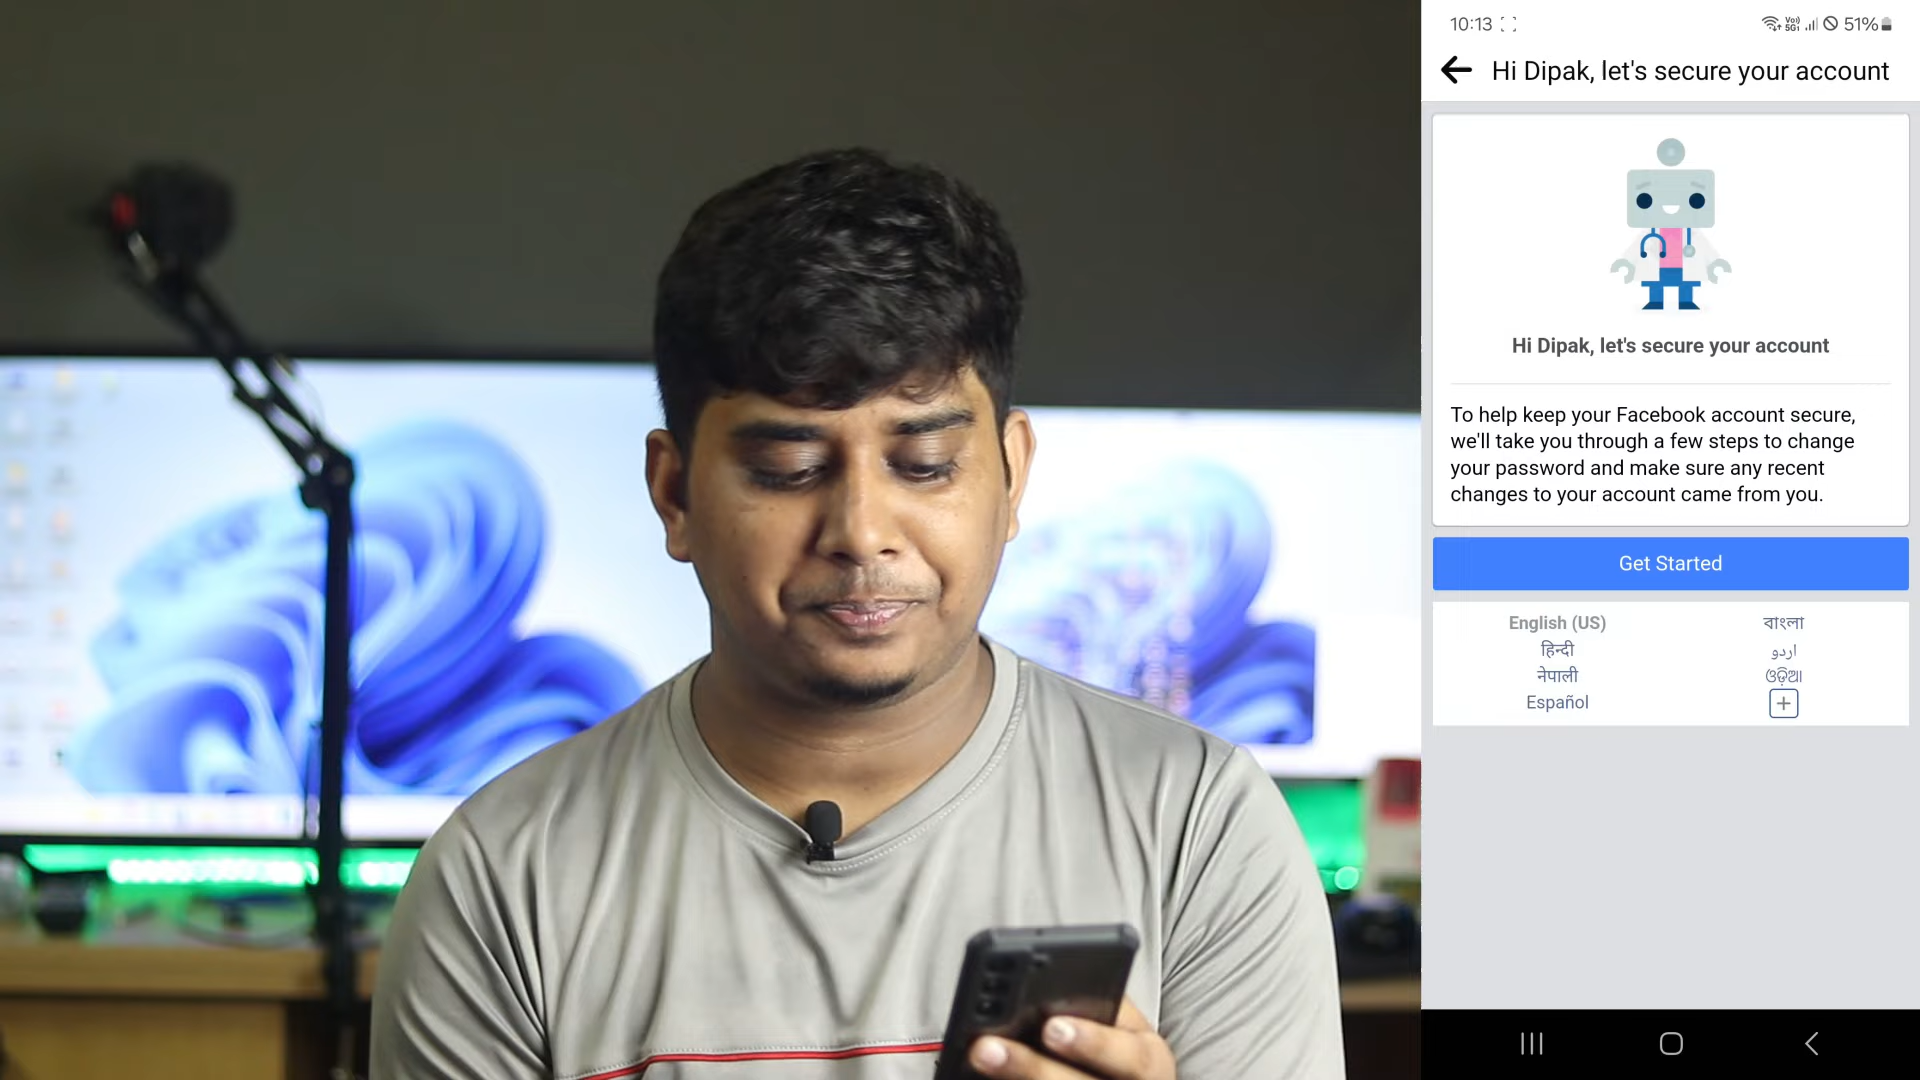 10:13
51%
Hi Dipak, let's secure your account
Hi Dipak, let's secure your account
To help keep your Facebook account secure,
we'll take you through a few steps to change
your password and make sure any recent
changes to your account came from you.
Get Started
English (US)
বাংলা
हिन्दी
اردو
नेपाली
ଓଡ଼ିଆ
Español